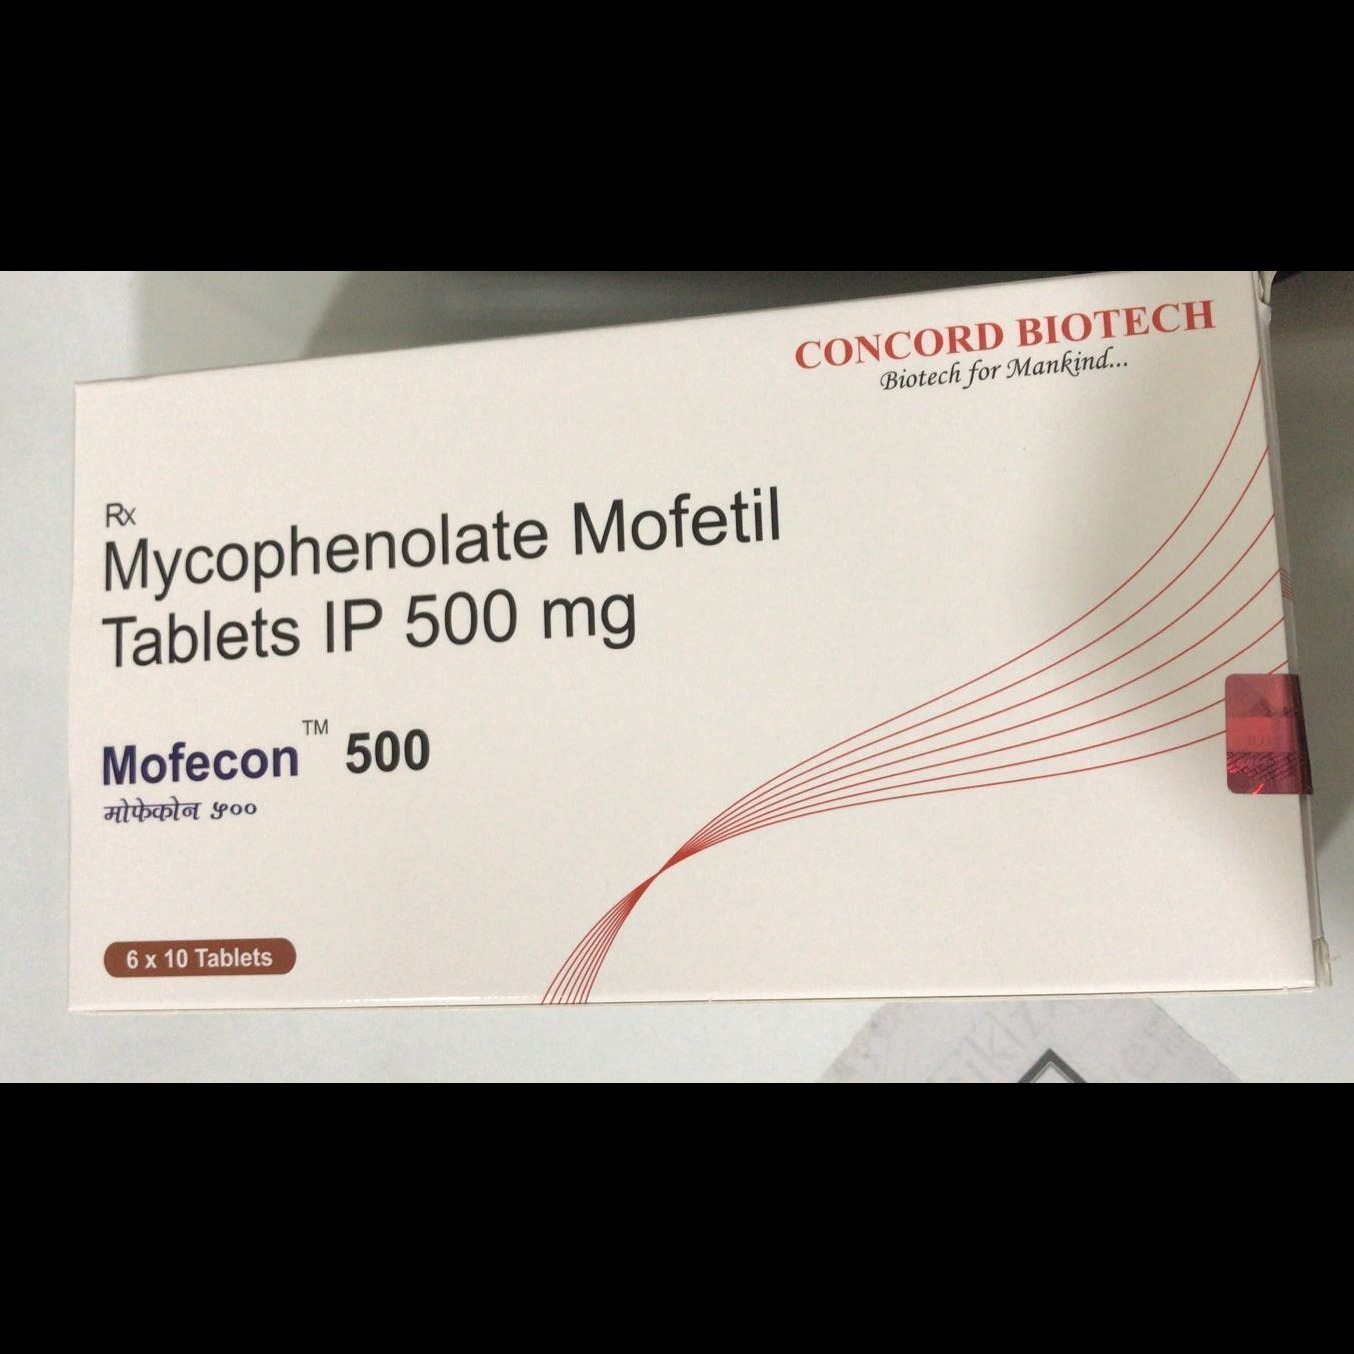 CONCORD BIOTECH
Biotech for Mankind...
Rx
Mycophenolate Mofetil
Tablets IP 500 mg
Mofecon™ 500
मोफेकोन ५००
6 x 10 Tablets